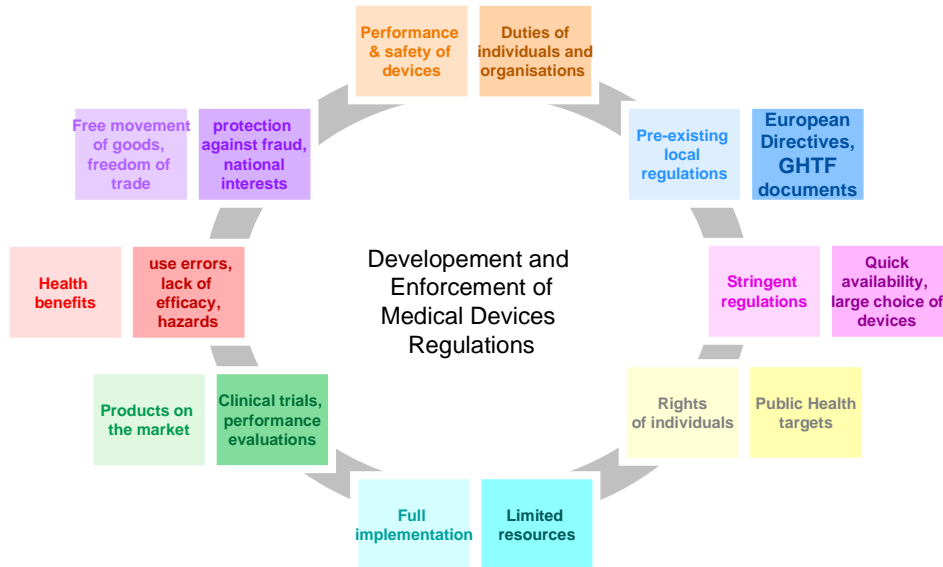 Performance
& safety of
devices
Duties of
individuals and
organisations
Free movement
of goods,
freedom of
trade
protection
against fraud,
national
interests
Pre-existing
local
regulations
European
Directives,
GHTF
documents
Health
benefits
use errors,
lack of
efficacy,
hazards
Developement and
Enforcement of
Medical Devices
Regulations
Stringent
regulations
Quick
availability,
large choice of
devices
Products on
the market
Clinical trials,
performance
evaluations
Rights
of individuals
Public Health
targets
Full
implementation
Limited
resources